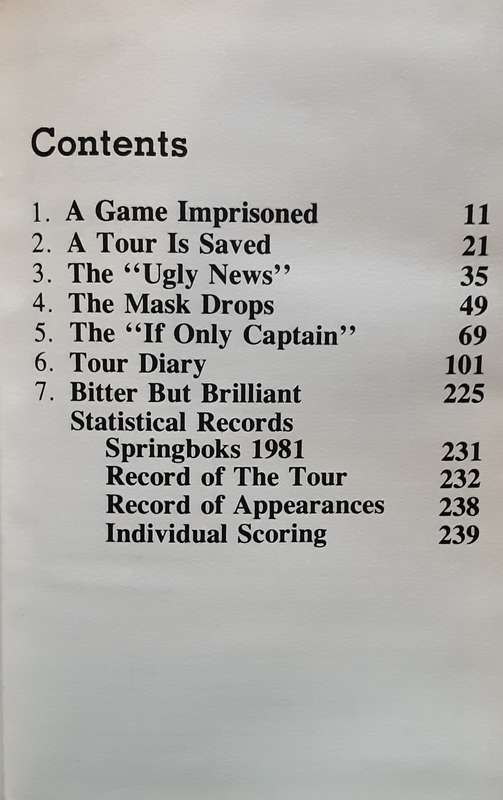 Contents
1. A Game Imprisoned 11
2. A Tour Is Saved 21
3. The “Ugly News” 35
4. The Mask Drops 49
5. The “If Only Captain” 69
6. Tour Diary 101
7. Bitter But Brilliant 225
Statistical Records
Springboks 1981 231
Record of The Tour 232
Record of Appearances 238
Individual Scoring 239